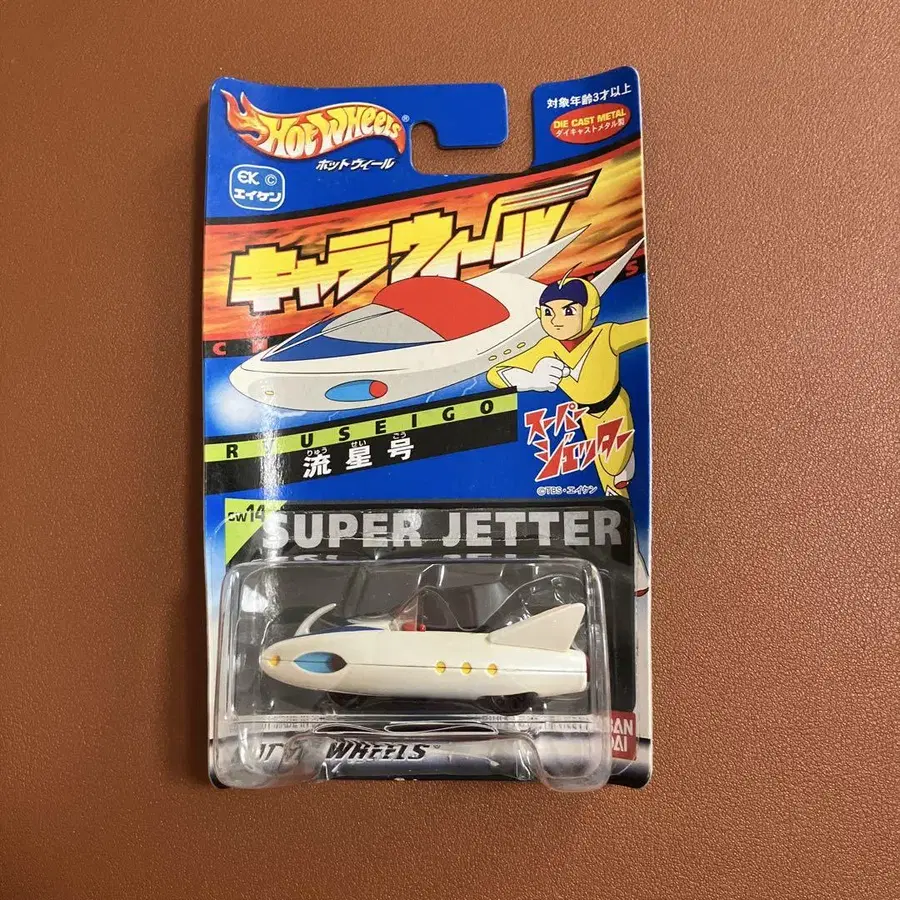 HOT WHEELS®
ホットウィール
対象年齢3才以上
DIE CAST METAL
ダイキャストメタル製
EK ©
エイケン
キャラウィール
RYUSEIGO
りゅう せい ごう
流星号
スーパー
ジェッター
©TBS・エイケン
CW14
SUPER JETTER
WHEELS®
BAN
DAI